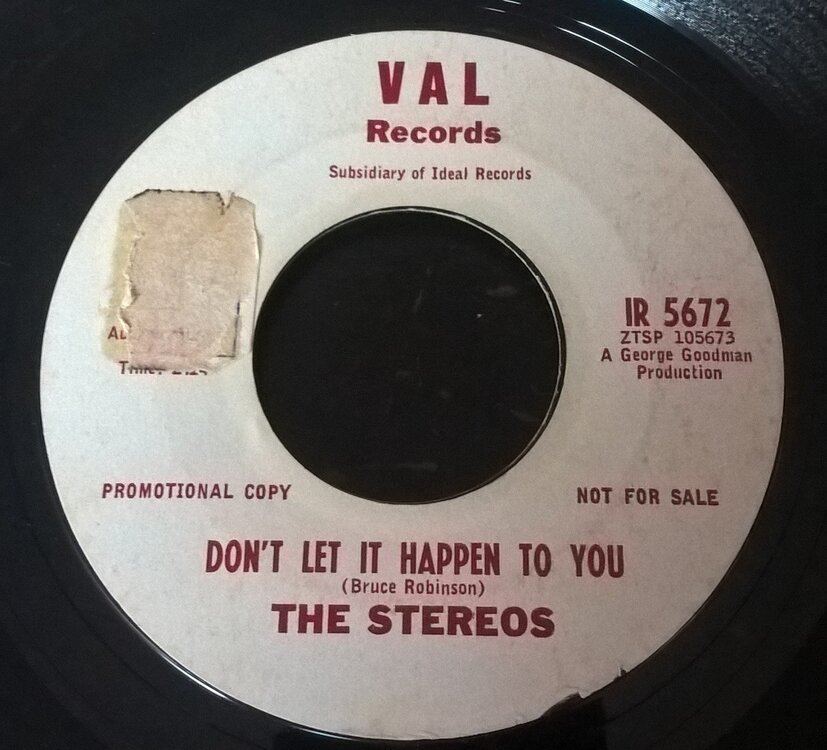 VAL
Records
Subsidiary of Ideal Records
IR 5672
ZTSP 105673
A George Goodman
Production
PROMOTIONAL COPY
NOT FOR SALE
DON'T LET IT HAPPEN TO YOU
(Bruce Robinson)
THE STEREOS